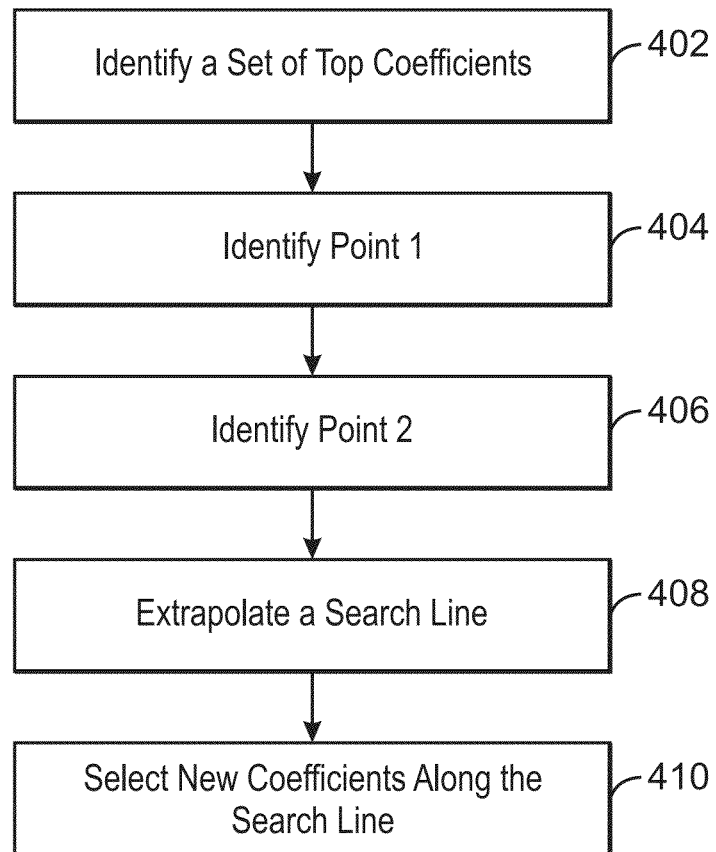 Identify a Set of Top Coefficients
402
Identify Point 1
404
Identify Point 2
406
Extrapolate a Search Line
408
Select New Coefficients Along the
Search Line
410